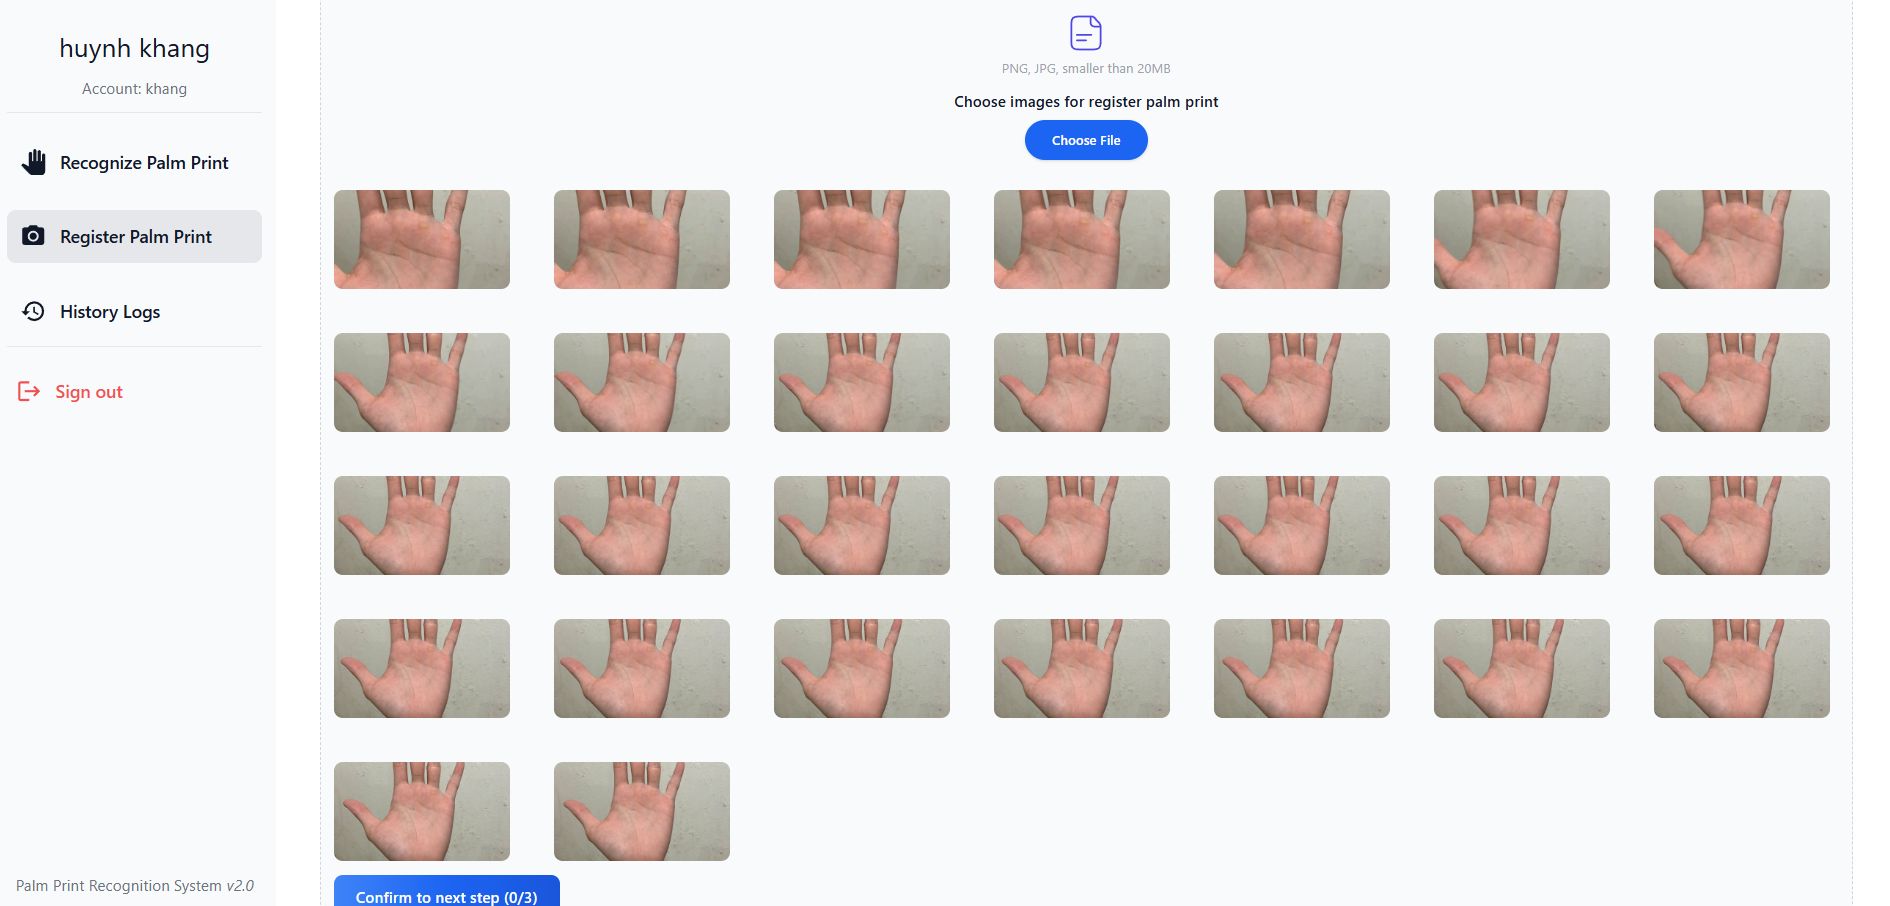 huynh khang
Account: khang
Recognize Palm Print
Register Palm Print
History Logs
Sign out
Palm Print Recognition System v2.0
PNG, JPG, smaller than 20MB
Choose images for register palm print
Choose File
Confirm to next step (0/3)